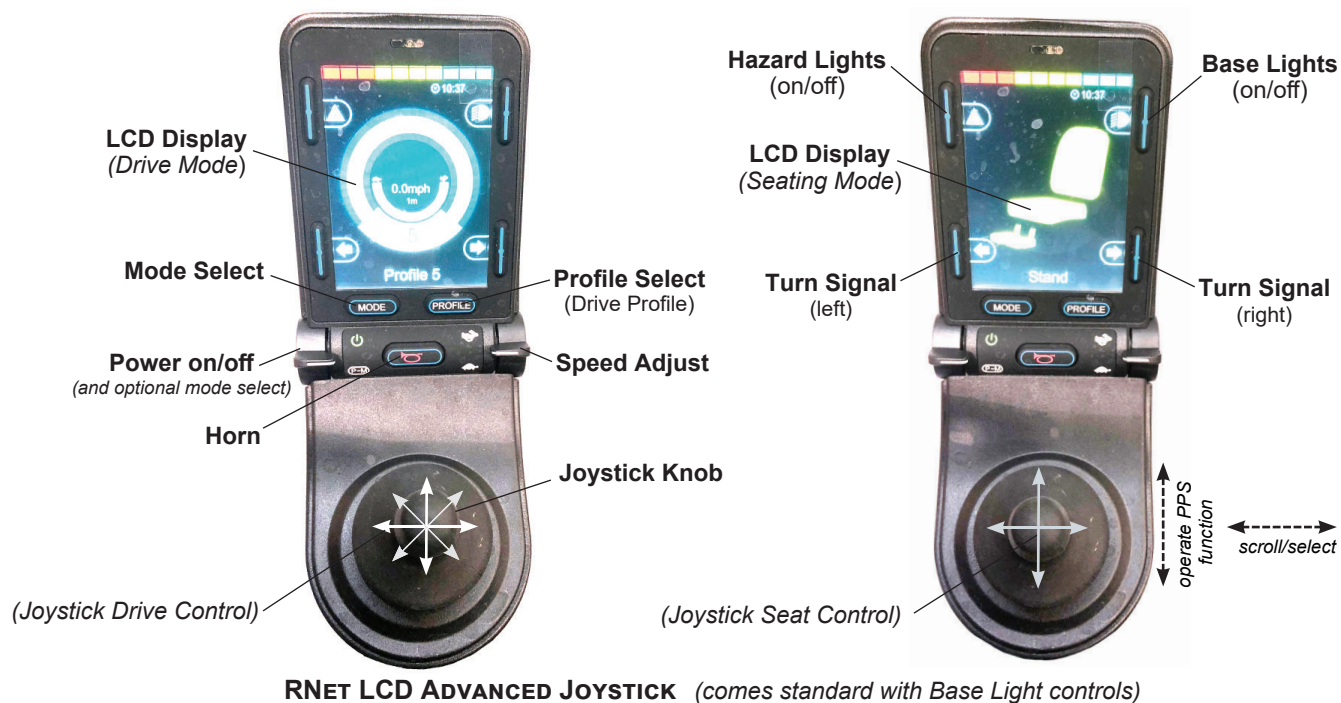 Hazard Lights
(on/off)
Base Lights
(on/off)
10:37
10:37
LCD Display
(Drive Mode)
LCD Display
(Seating Mode)
0.0mph
1m
5
Mode Select
Profile 5
Profile Select
(Drive Profile)
Turn Signal
(left)
Stand
Turn Signal
(right)
MODE
PROFILE
MODE
PROFILE
Power on/off
(and optional mode select)
Speed Adjust
P-M
P-M
Horn
Joystick Knob
operate PPS
function
scroll/select
(Joystick Drive Control)
(Joystick Seat Control)
RNET LCD ADVANCED JOYSTICK (comes standard with Base Light controls)